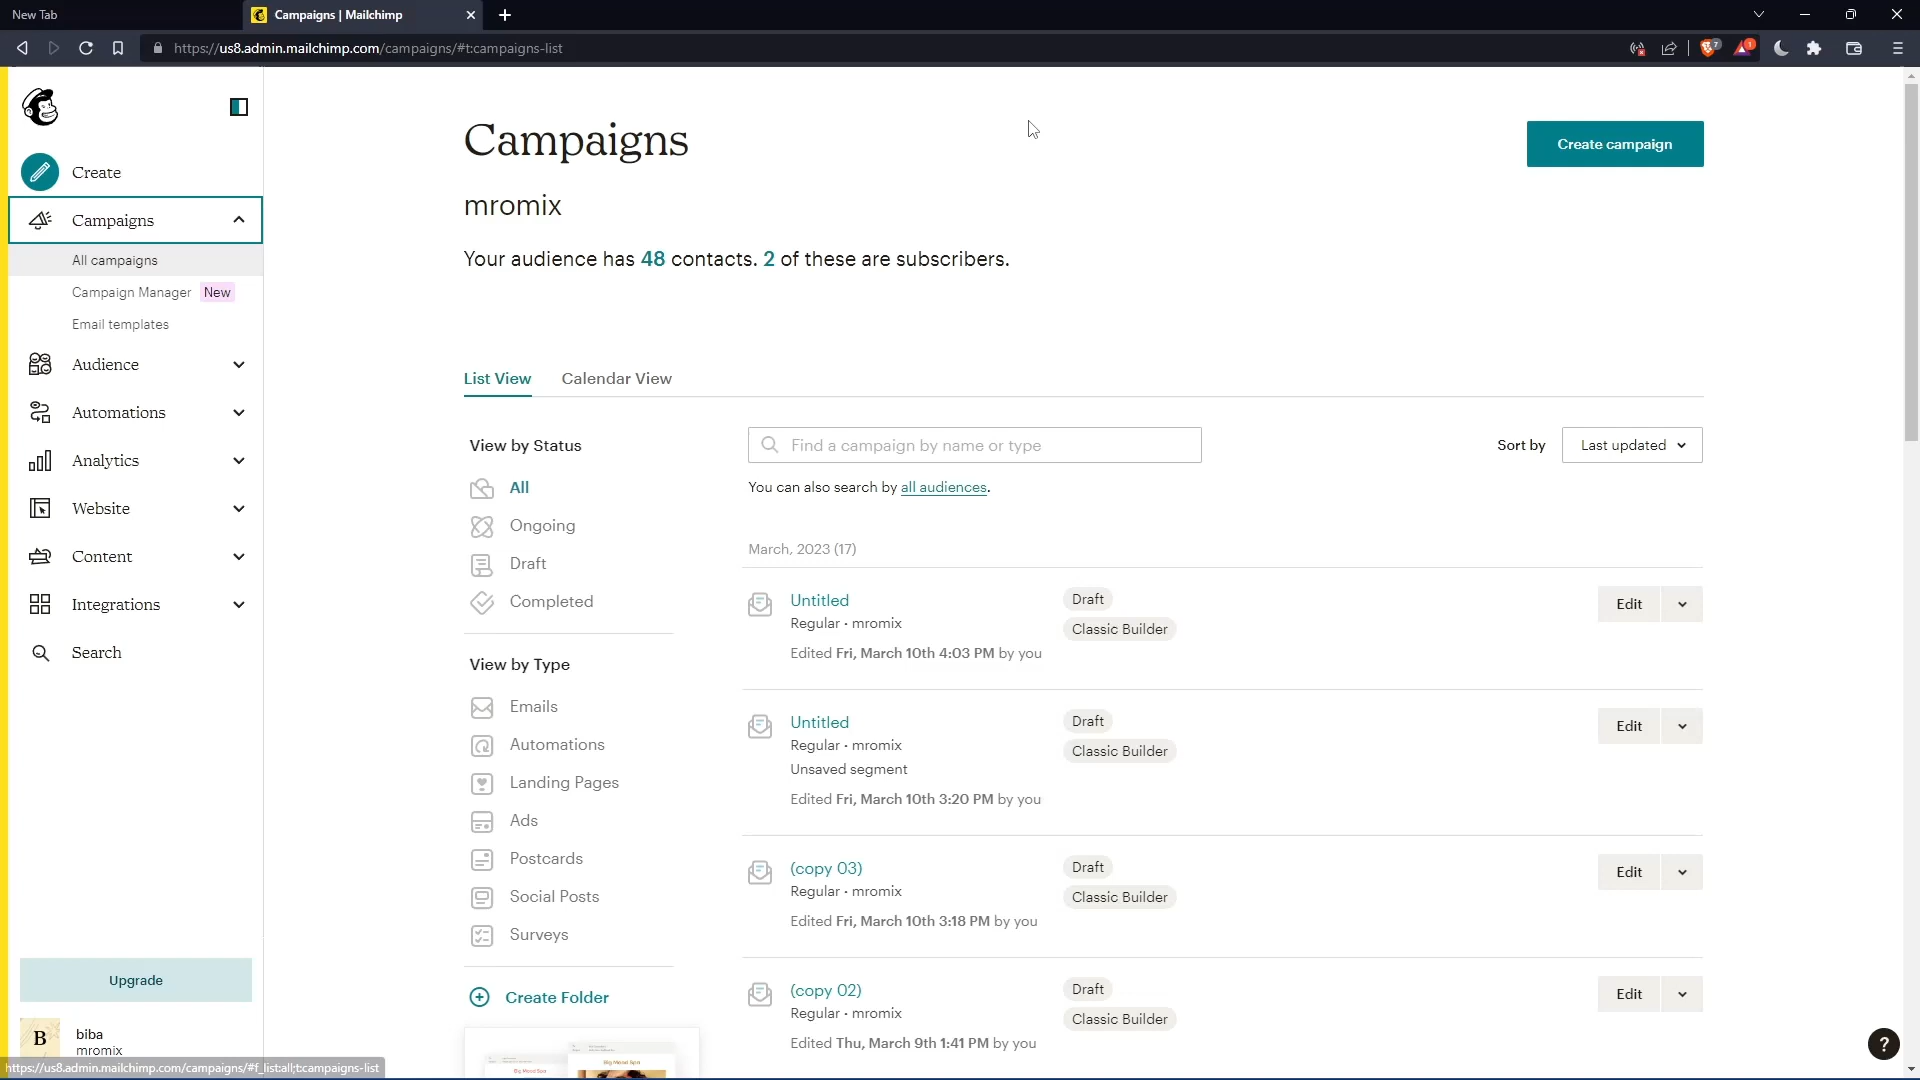 New Tab
Campaigns | Mailchimp
https://us8.admin.mailchimp.com/campaigns/#t:campaigns-list
7
1
Create
Campaigns
All campaigns
Campaign Manager New
Email templates
Audience
Automations
Analytics
Website
Content
Integrations
Search
Upgrade
B
biba
mromix
https://us8.admin.mailchimp.com/campaigns/#f_list:all;t:campaigns-list
Campaigns
Create campaign
mromix
Your audience has 48 contacts. 2 of these are subscribers.
List View
Calendar View
View by Status
All
Ongoing
Draft
Completed
View by Type
Emails
Automations
Landing Pages
Ads
Postcards
Social Posts
Surveys
Create Folder
Big Mood Spa
Big Mood Spa
Find a campaign by name or type
Sort by
Last updated
You can also search by all audiences.
March, 2023 (17)
Untitled
Regular · mromix
Edited Fri, March 10th 4:03 PM by you
Draft
Classic Builder
Edit
Untitled
Regular · mromix
Unsaved segment
Edited Fri, March 10th 3:20 PM by you
Draft
Classic Builder
Edit
(copy 03)
Regular · mromix
Edited Fri, March 10th 3:18 PM by you
Draft
Classic Builder
Edit
(copy 02)
Regular · mromix
Edited Thu, March 9th 1:41 PM by you
Draft
Classic Builder
Edit
?